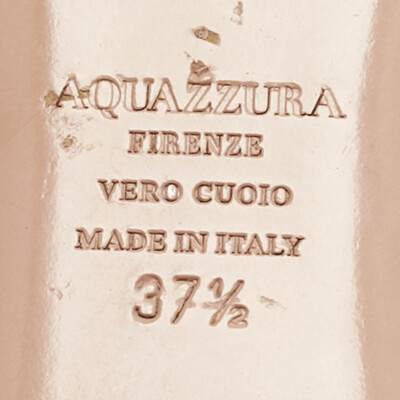 AQUAZZURA
FIRENZE
VERO CUOIO
MADE IN ITALY
37½